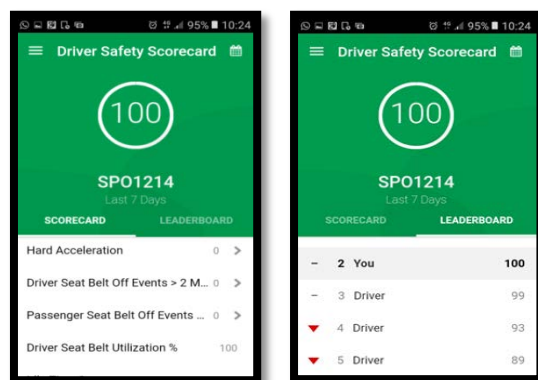 95% 10:24
Driver Safety Scorecard
100
SPO1214
Last 7 Days
SCORECARD LEADERBOARD
Hard Acceleration 0
Driver Seat Belt Off Events > 2 M... 0
Passenger Seat Belt Off Events ... 0
Driver Seat Belt Utilization % 100
95% 10:24
Driver Safety Scorecard
100
SPO1214
Last 7 Days
SCORECARD LEADERBOARD
– 2 You 100
– 3 Driver 99
4 Driver 93
5 Driver 89